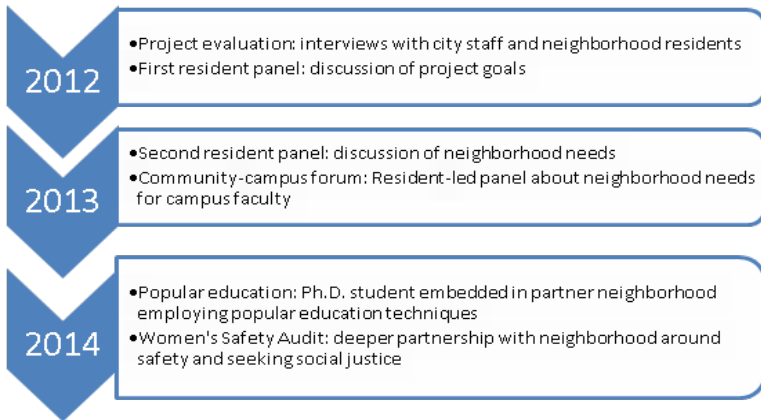 2012
•Project evaluation: interviews with city staff and neighborhood residents
•First resident panel: discussion of project goals
2013
•Second resident panel: discussion of neighborhood needs
•Community-campus forum: Resident-led panel about neighborhood needs
for campus faculty
2014
•Popular education: Ph.D. student embedded in partner neighborhood
employing popular education techniques
•Women's Safety Audit: deeper partnership with neighborhood around
safety and seeking social justice